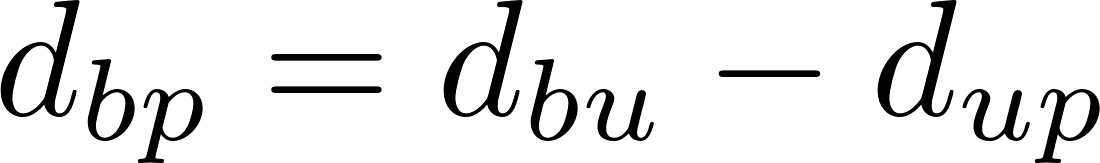 d_{bp} = d_{bu} - d_{up}